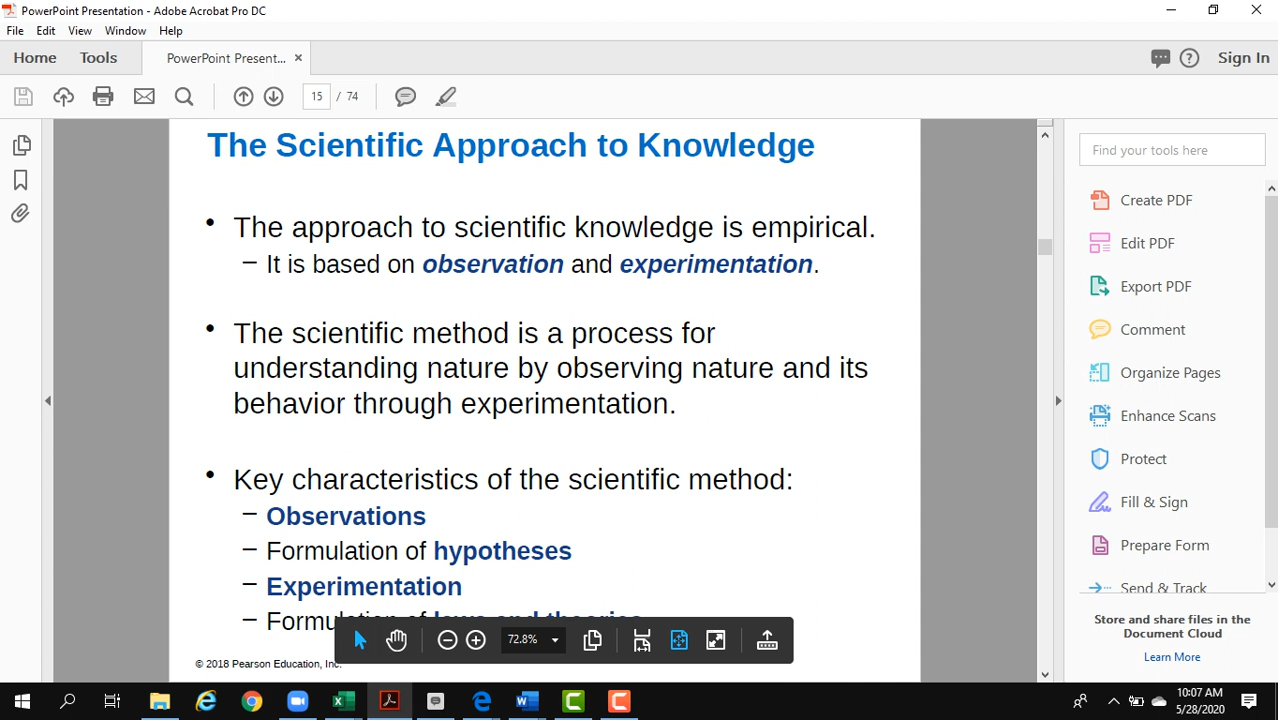 PowerPoint Presentation - Adobe Acrobat Pro DC
File Edit View Window Help
Home Tools PowerPoint Present... × Sign In
15 / 74
The Scientific Approach to Knowledge
• The approach to scientific knowledge is empirical.
– It is based on observation and experimentation.
• The scientific method is a process for
understanding nature by observing nature and its
behavior through experimentation.
• Key characteristics of the scientific method:
– Observations
– Formulation of hypotheses
– Experimentation
– Formulation of laws and theories
72.8%
© 2018 Pearson Education, Inc.
Find your tools here
Create PDF
Edit PDF
Export PDF
Comment
Organize Pages
Enhance Scans
Protect
Fill & Sign
Prepare Form
Send & Track
Store and share files in the
Document Cloud
Learn More
10:07 AM
5/28/2020